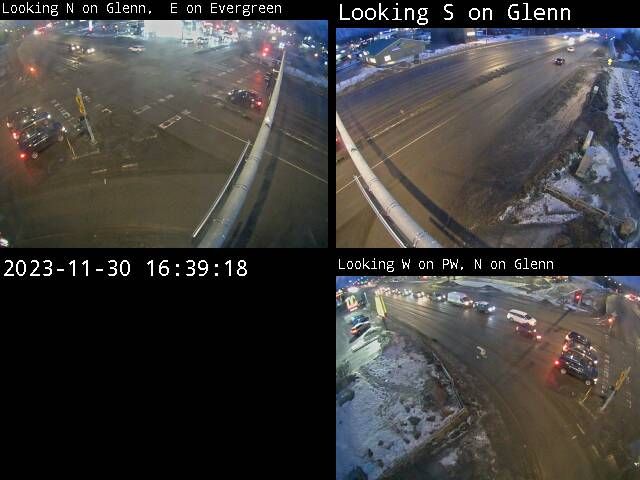 Looking N on Glenn,  E on Evergreen
Looking S on Glenn
2023-11-30 16:39:18
Looking W on PW, N on Glenn